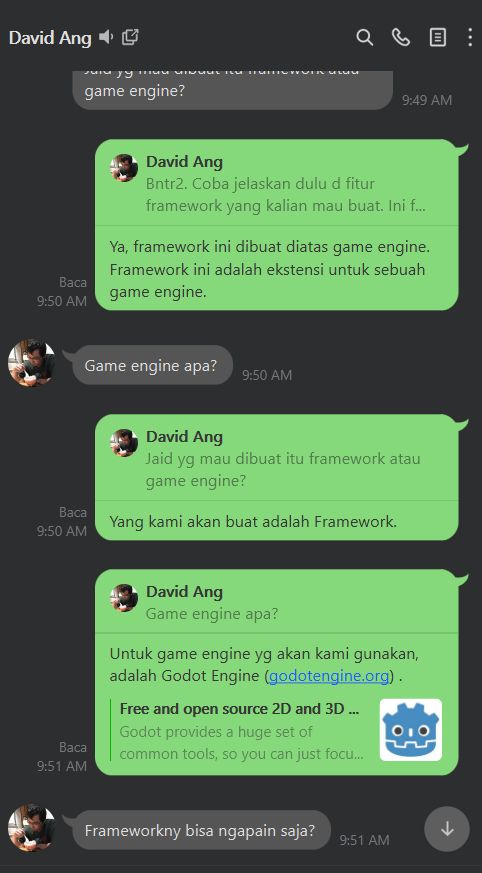 David Ang
Jaid yg mau dibuat itu framework atau
game engine?
9:49 AM
David Ang
Bntr2. Coba jelaskan dulu d fitur
framework yang kalian mau buat. Ini f...
Ya, framework ini dibuat diatas game engine.
Framework ini adalah ekstensi untuk sebuah
game engine.
Baca
9:50 AM
Game engine apa?
9:50 AM
David Ang
Jaid yg mau dibuat itu framework atau
game engine?
Yang kami akan buat adalah Framework.
Baca
9:50 AM
David Ang
Game engine apa?
Untuk game engine yg akan kami gunakan,
adalah Godot Engine (godotengine.org) .
Free and open source 2D and 3D ...
Godot provides a huge set of
common tools, so you can just focu...
Baca
9:51 AM
Frameworkny bisa ngapain saja?
9:51 AM